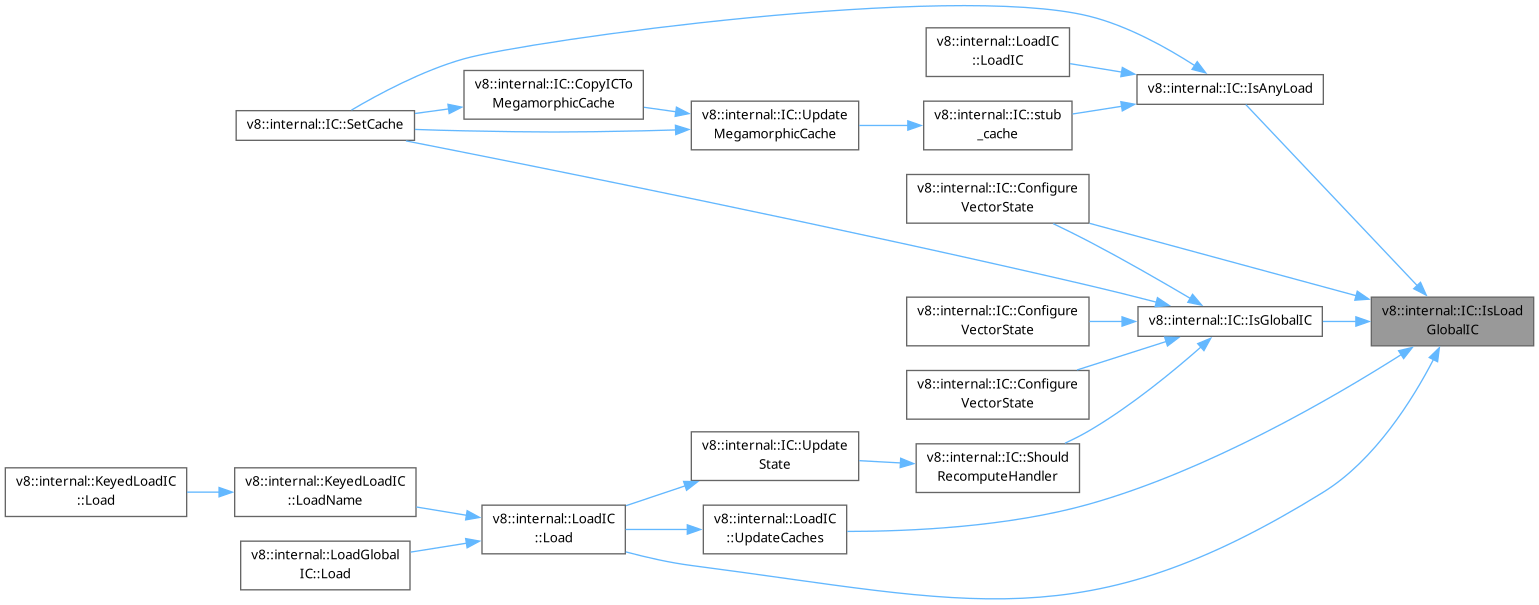 v8::internal::LoadIC
::LoadIC
v8::internal::IC::CopyICTo
MegamorphicCache
v8::internal::IC::IsAnyLoad
v8::internal::IC::SetCache
v8::internal::IC::Update
MegamorphicCache
v8::internal::IC::stub
_cache
v8::internal::IC::Configure
VectorState
v8::internal::IC::Configure
VectorState
v8::internal::IC::IsGlobalIC
v8::internal::IC::IsLoad
GlobalIC
v8::internal::IC::Configure
VectorState
v8::internal::IC::Update
State
v8::internal::IC::Should
RecomputeHandler
v8::internal::KeyedLoadIC
::Load
v8::internal::KeyedLoadIC
::LoadName
v8::internal::LoadIC
::Load
v8::internal::LoadIC
::UpdateCaches
v8::internal::LoadGlobal
IC::Load